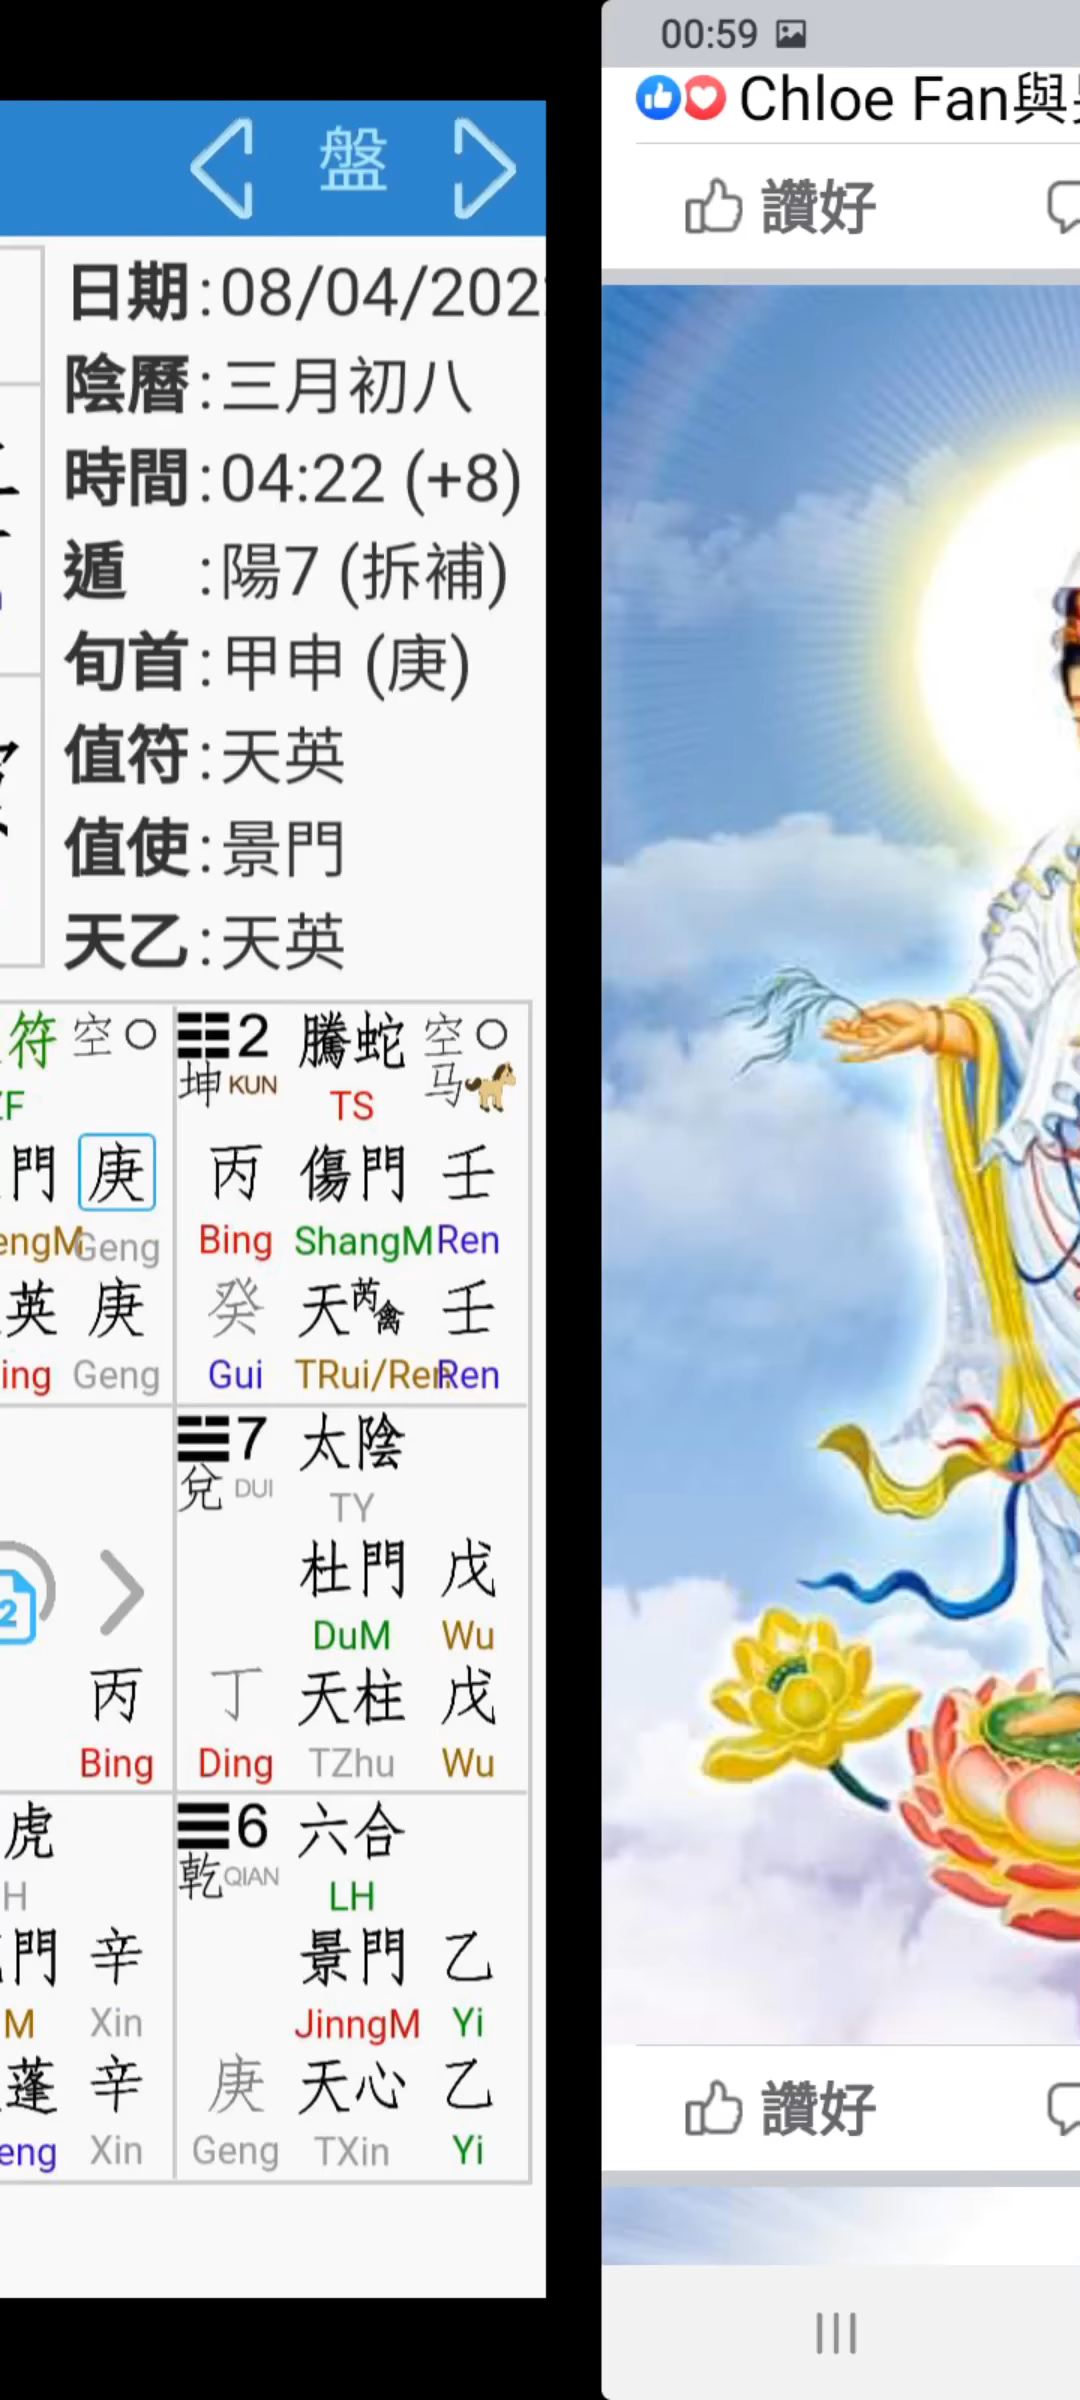 盤
日期:08/04/202
陰曆:三月初八
時間:04:22 (+8)
遁 :陽7 (拆補)
旬首:甲申 (庚)
值符:天英
值使:景門
天乙:天英
符 空○
2 騰蛇 空○
坤 KUN 马
TS
門 庚
丙 傷門 壬
engM Geng
Bing ShangM Ren
英 庚
癸 天芮禽 壬
ing Geng
Gui TRui/Ren Ren
7 太陰
兌 DUI
TY
杜門 戊
DuM Wu
2
丙
丁 天柱 戊
Bing
Ding TZhu Wu
虎
6 六合
乾 QIAN
H
LH
門 辛
景門 乙
M Xin
JinngM Yi
蓬 辛
庚 天心 乙
eng Xin
Geng TXin Yi
00:59
Chloe Fan與
讚好
讚好